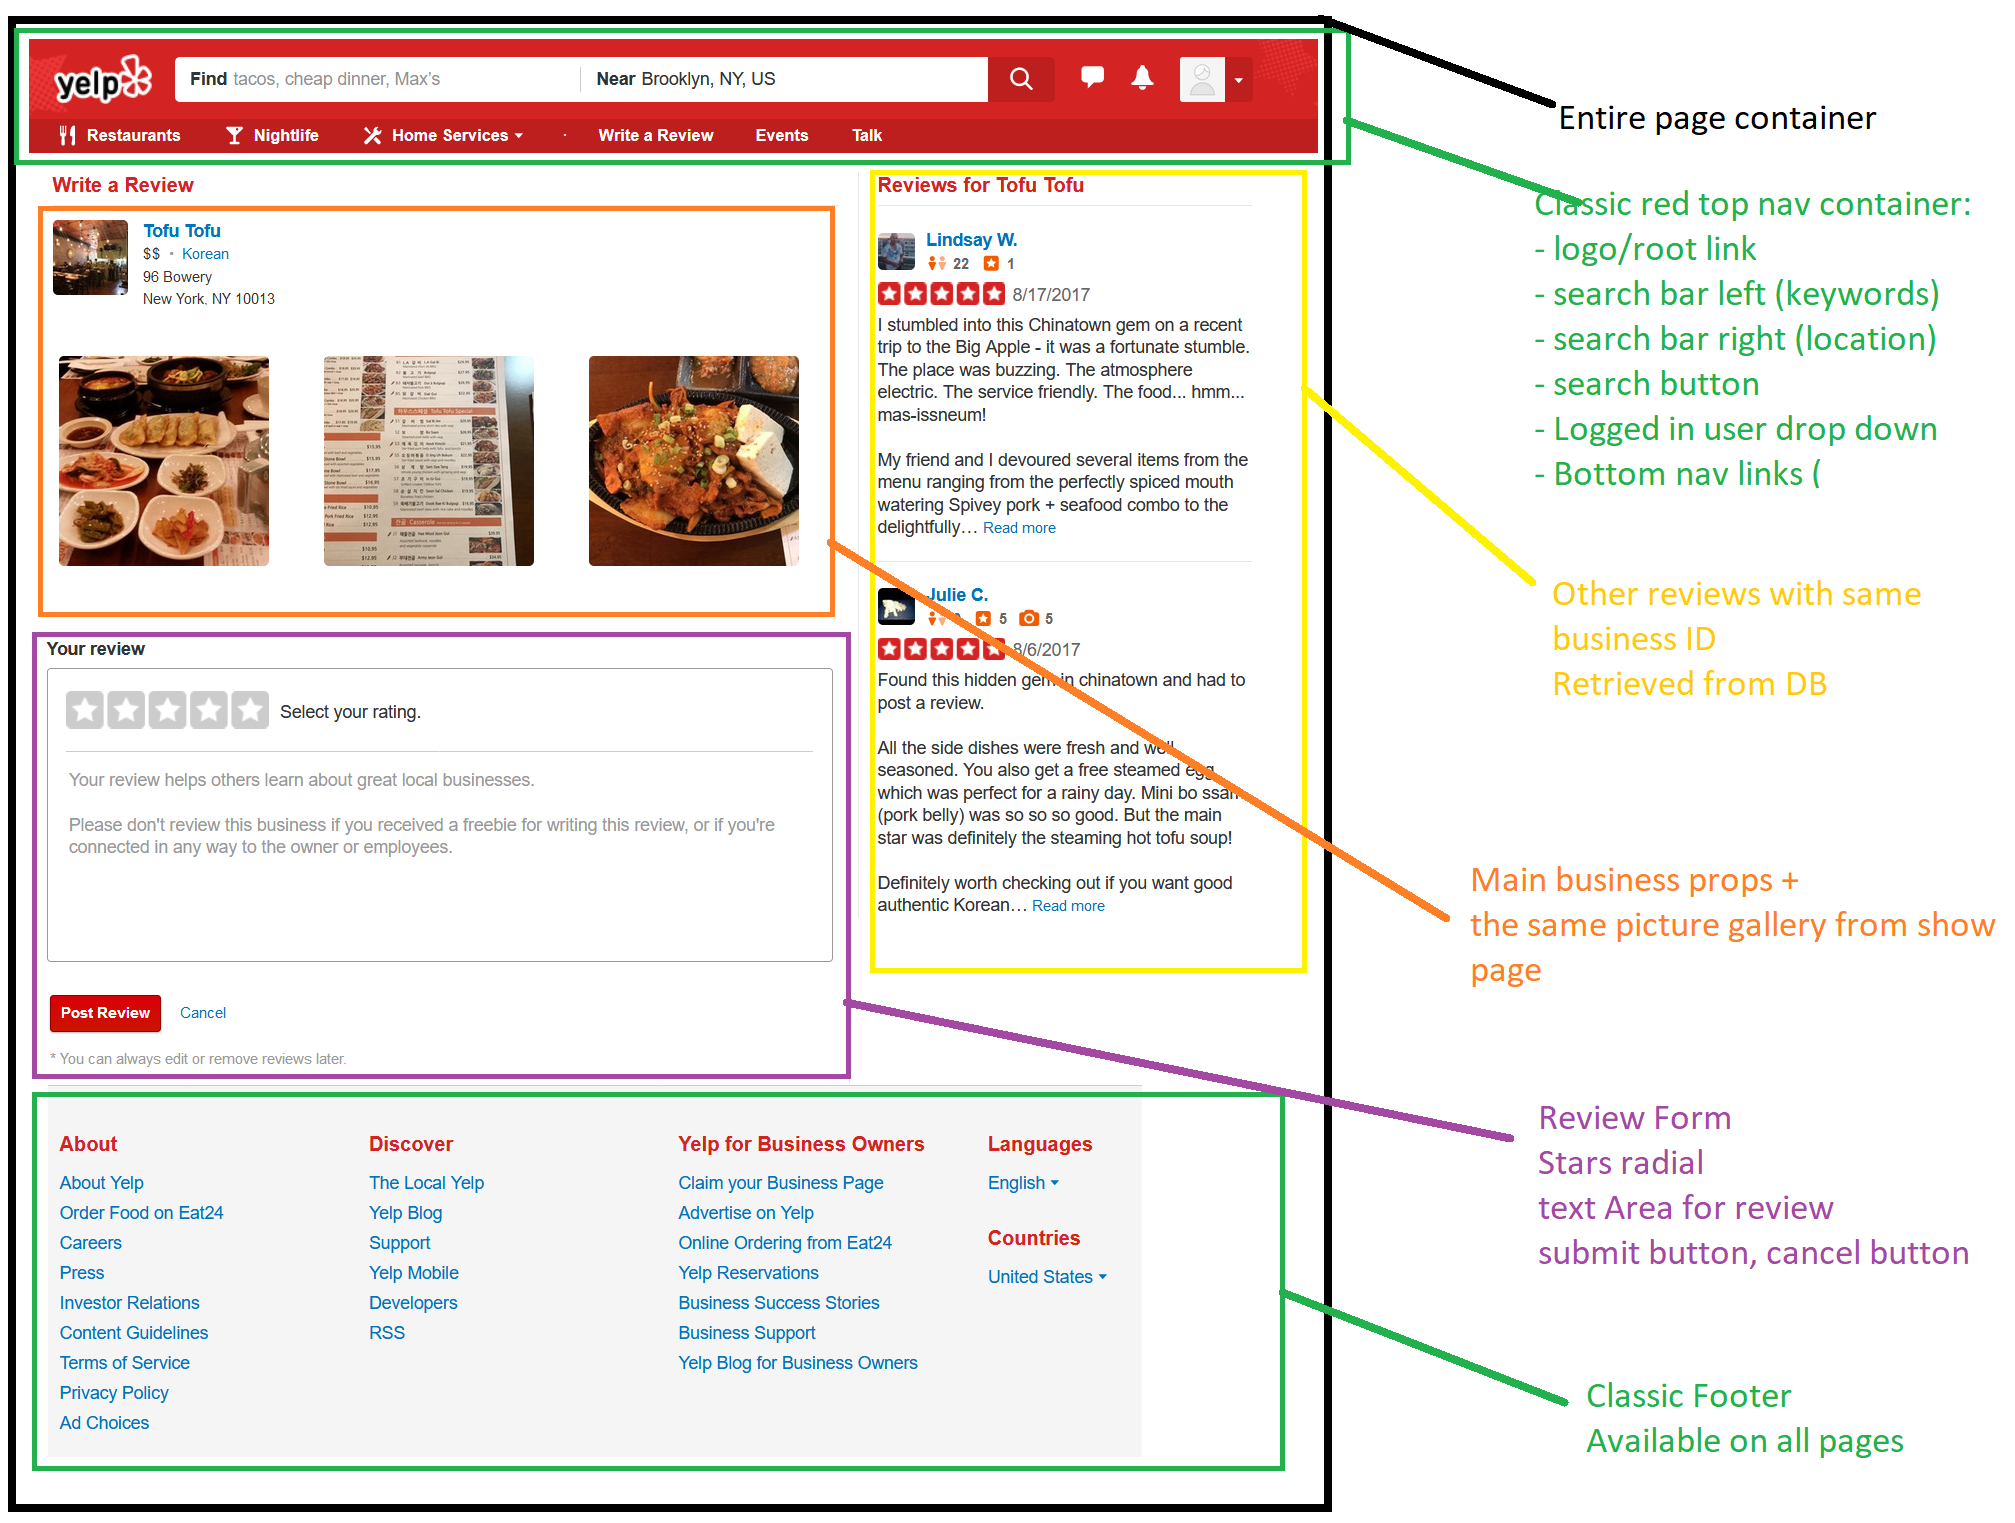 yelp
Find tacos, cheap dinner, Max's
Near Brooklyn, NY, US
Restaurants
Nightlife
Home Services
Write a Review
Events
Talk
Write a Review
Tofu Tofu
$$ • Korean
96 Bowery
New York, NY 10013
Your review
Select your rating.
Your review helps others learn about great local businesses.
Please don't review this business if you received a freebie for writing this review, or if you're
connected in any way to the owner or employees.
Post Review
Cancel
* You can always edit or remove reviews later.
Reviews for Tofu Tofu
Lindsay W.
22 1
8/17/2017
I stumbled into this Chinatown gem on a recent
trip to the Big Apple - it was a fortunate stumble.
The place was buzzing. The atmosphere
electric. The service friendly. The food... hmm...
mas-issneum!
My friend and I devoured several items from the
menu ranging from the perfectly spiced mouth
watering Spivey pork + seafood combo to the
delightfully… Read more
Julie C.
5 5
8/6/2017
Found this hidden gem in chinatown and had to
post a review.
All the side dishes were fresh and well
seasoned. You also get a free steamed egg
which was perfect for a rainy day. Mini bo ssam
(pork belly) was so so so good. But the main
star was definitely the steaming hot tofu soup!
Definitely worth checking out if you want good
authentic Korean… Read more
About
About Yelp
Order Food on Eat24
Careers
Press
Investor Relations
Content Guidelines
Terms of Service
Privacy Policy
Ad Choices
Discover
The Local Yelp
Yelp Blog
Support
Yelp Mobile
Developers
RSS
Yelp for Business Owners
Claim your Business Page
Advertise on Yelp
Online Ordering from Eat24
Yelp Reservations
Business Success Stories
Business Support
Yelp Blog for Business Owners
Languages
English
Countries
United States
Entire page container
Classic red top nav container:
- logo/root link
- search bar left (keywords)
- search bar right (location)
- search button
- Logged in user drop down
- Bottom nav links (
Other reviews with same
business ID
Retrieved from DB
Main business props +
the same picture gallery from show
page
Review Form
Stars radial
text Area for review
submit button, cancel button
Classic Footer
Available on all pages